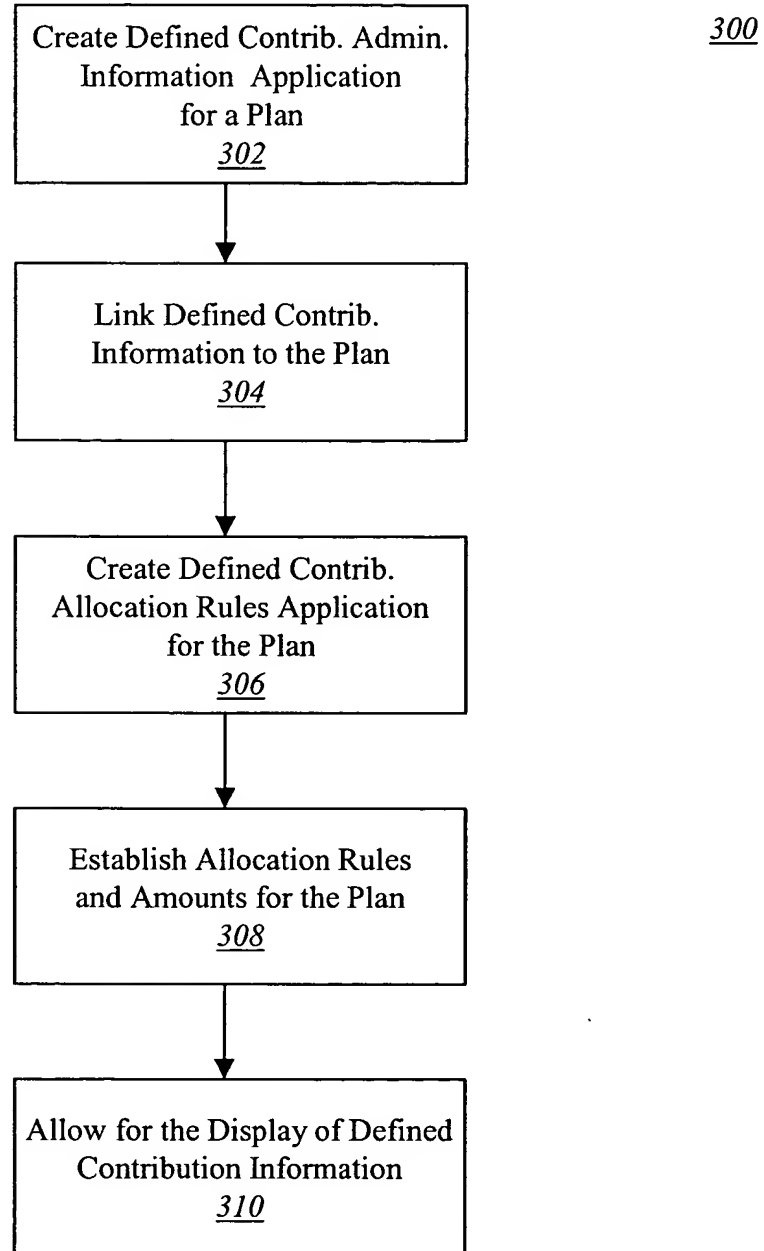 300
Create Defined Contrib. Admin.
Information Application
for a Plan
302
Link Defined Contrib.
Information to the Plan
304
Create Defined Contrib.
Allocation Rules Application
for the Plan
306
Establish Allocation Rules
and Amounts for the Plan
308
Allow for the Display of Defined
Contribution Information
310